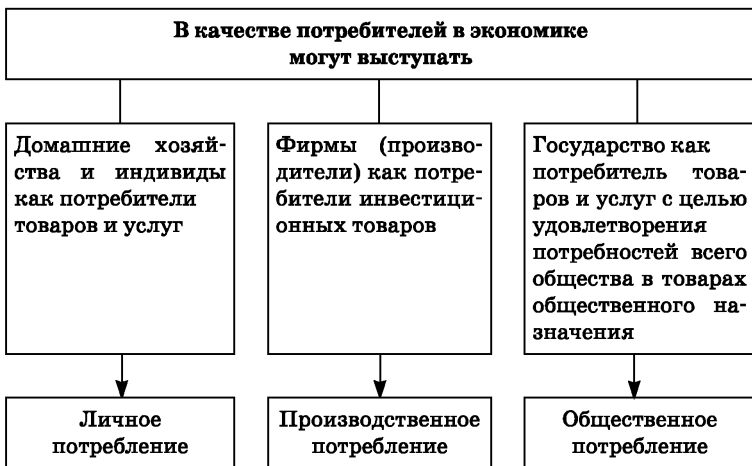 В качестве потребителей в экономике
могут выступать
Домашние хозяй-
ства и индивиды
как потребители
товаров и услуг
Фирмы (произво-
дители) как потре-
бители инвестици-
онных товаров
Государство как
потребитель това-
ров и услуг с целью
удовлетворения
потребностей всего
общества в товарах
общественного на-
значения
Личное
потребление
Производственное
потребление
Общественное
потребление